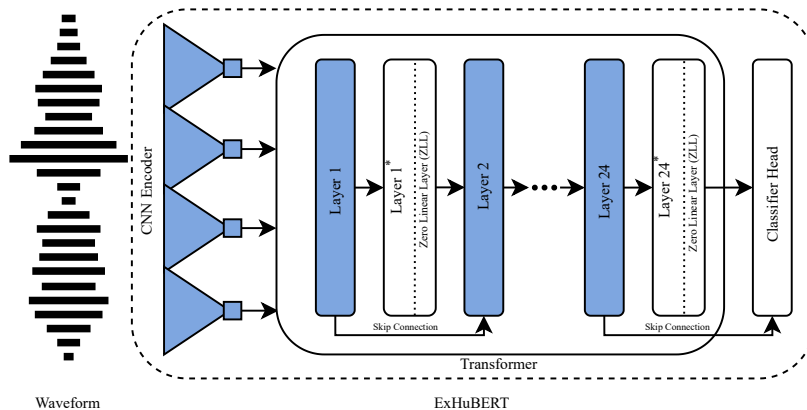 CNN Encoder
Layer 1
Layer 1*
Zero Linear Layer (ZLL)
Layer 2
Layer 24
Layer 24*
Zero Linear Layer (ZLL)
Classifier Head
Skip Connection
Skip Connection
Transformer
Waveform
ExHuBERT